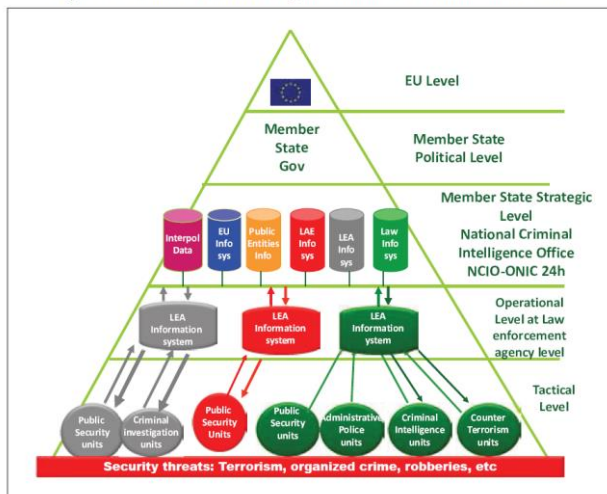 EU Level
Member
State
Gov
Member State
Political Level
Member State Strategic
Level
National Criminal
Intelligence Office
NCIO-ONIC 24h
Interpol
Data
EU
Info
sys
Public
Entities
Info
LAE
Info
sys
LEA
Info
sys
Law
Info
sys
LEA
Information
system
LEA
Information
system
LEA
Information
ystem
Operational
Level at Law
enforcement
agency level
Tactical
Level
Public
Security
units
Criminal
investigation
units
Public
Security
Units
Public
Security
units
Administrative
Police
units
Criminal
Intelligence
units
Counter
Terrorism
units
Security threats: Terrorism, organized crime, robberies, etc